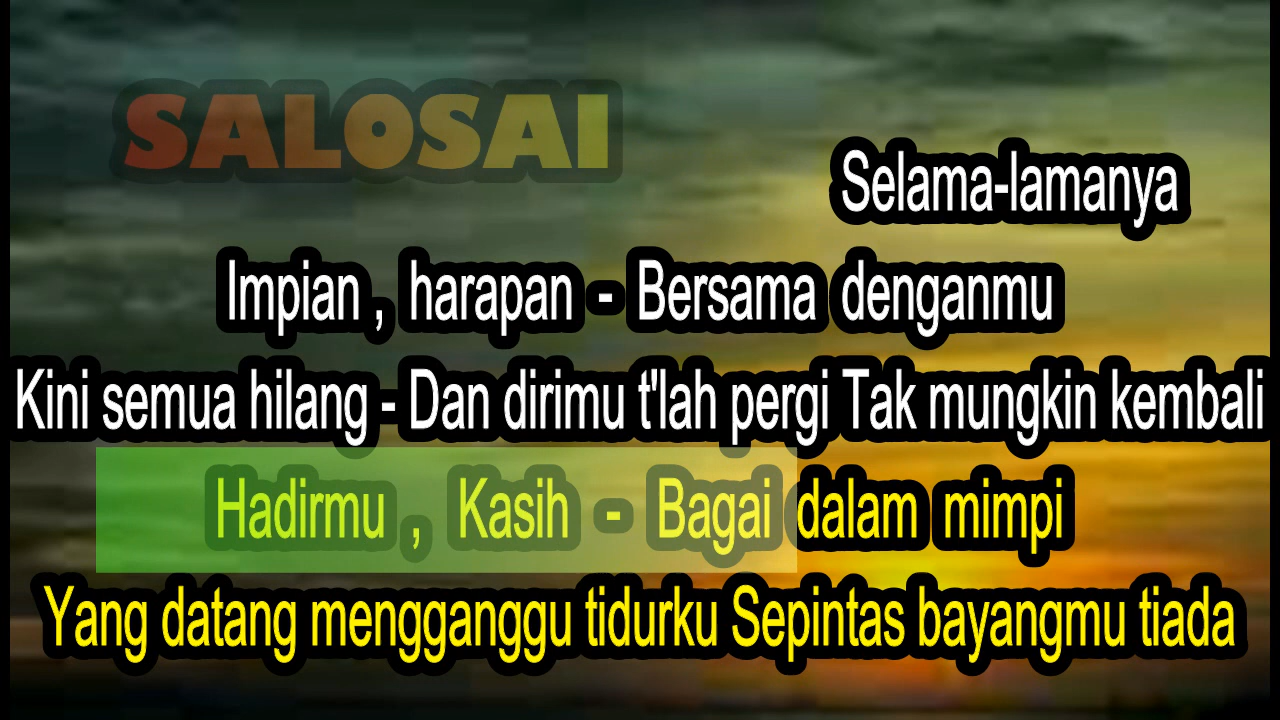 SALOSAI
Selama-lamanya
Impian , harapan - Bersama denganmu
Kini semua hilang - Dan dirimu t'lah pergi Tak mungkin kembali
Hadirmu , Kasih - Bagai dalam mimpi
Yang datang mengganggu tidurku Sepintas bayangmu tiada